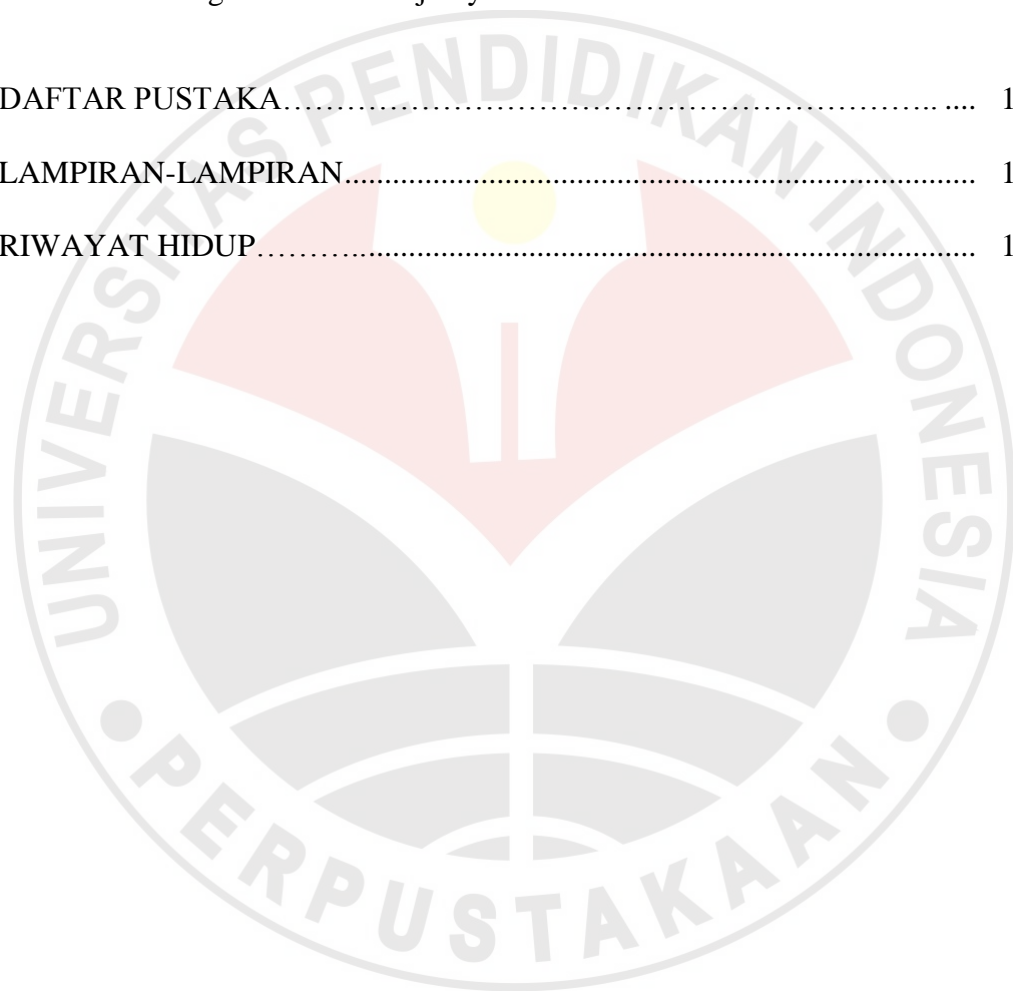 DAFTAR PUSTAKA………………………………………………………….. .... 1
LAMPIRAN-LAMPIRAN............................................................................... 1
RIWAYAT HIDUP………..............................................................................  1
UNIVERSITAS PENDIDIKAN INDONESIA
PERPUSTAKAAN